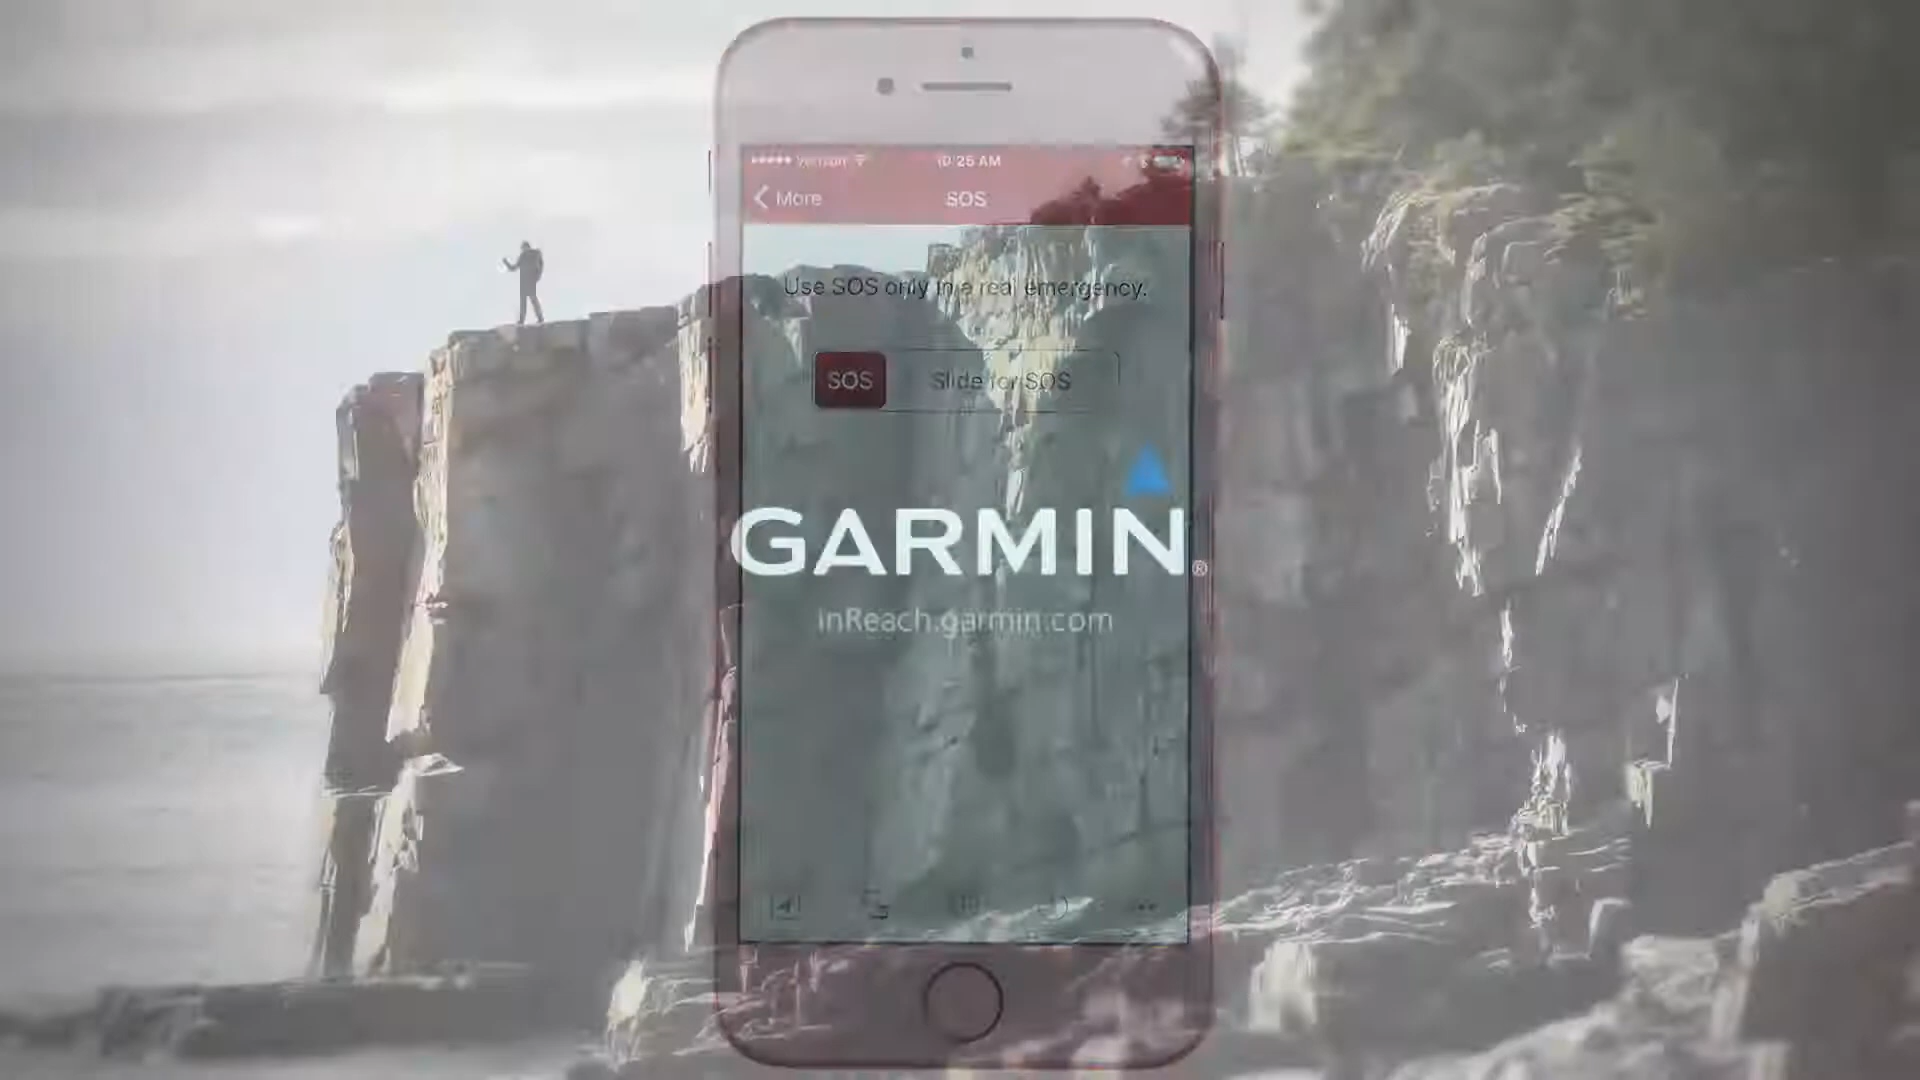 verizon 10:25 AM
More SOS
Use SOS only in a real emergency.
SOS Slide for SOS
GARMIN®
inReach.garmin.com